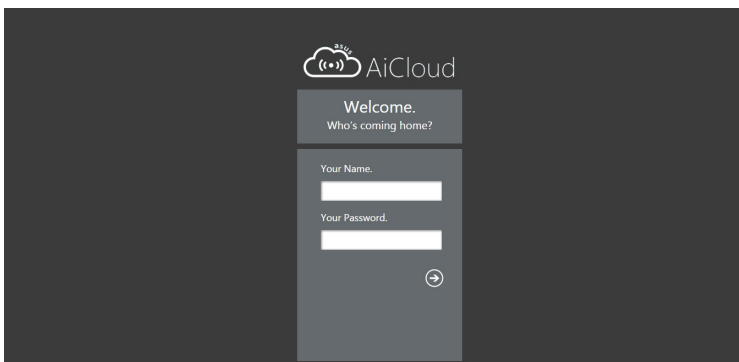 asus
AiCloud
Welcome.
Who's coming home?
Your Name.
Your Password.